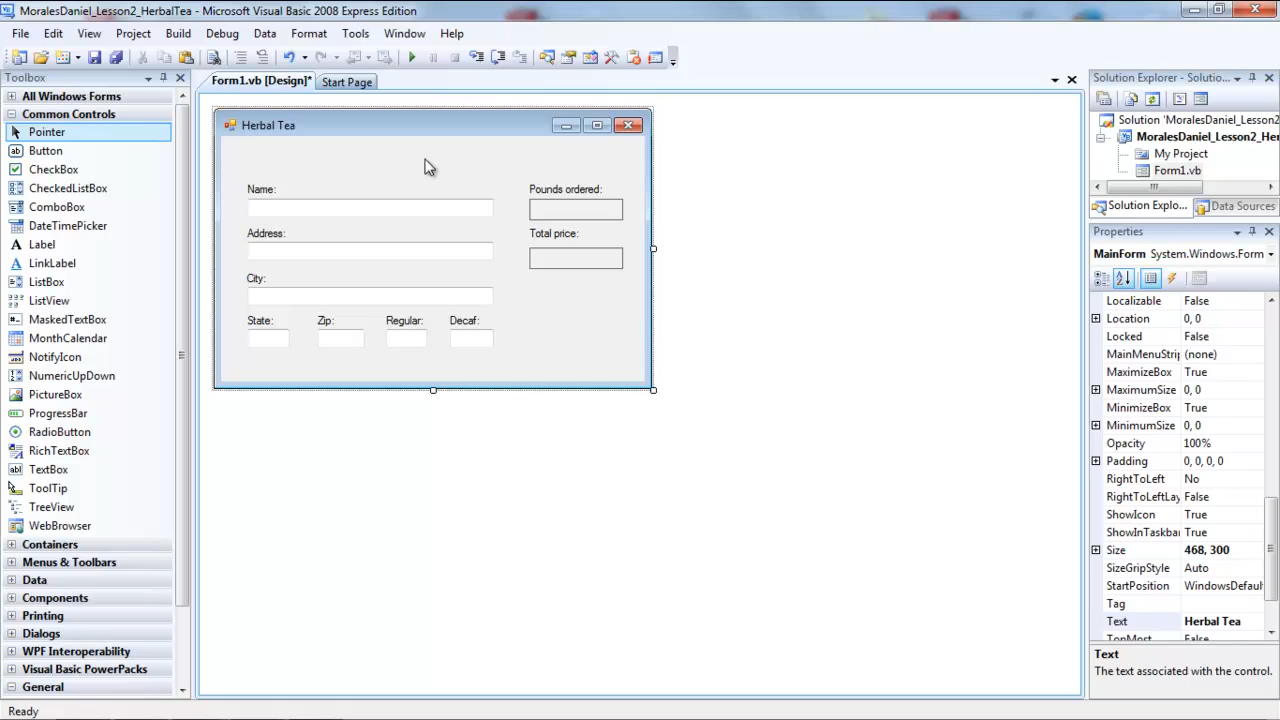 MoralesDaniel_Lesson2_HerbalTea - Microsoft Visual Basic 2008 Express Edition
File Edit View Project Build Debug Data Format Tools Window Help
Toolbox
All Windows Forms
Common Controls
Pointer
Button
CheckBox
CheckedListBox
ComboBox
DateTimePicker
Label
LinkLabel
ListBox
ListView
MaskedTextBox
MonthCalendar
NotifyIcon
NumericUpDown
PictureBox
ProgressBar
RadioButton
RichTextBox
TextBox
ToolTip
TreeView
WebBrowser
Containers
Menus & Toolbars
Data
Components
Printing
Dialogs
WPF Interoperability
Visual Basic PowerPacks
General
Form1.vb [Design]* Start Page
Herbal Tea
Name: Pounds ordered:
Address: Total price:
City:
State: Zip: Regular: Decaf:
Solution Explorer - Solutio...
Solution 'MoralesDaniel_Lesson2
MoralesDaniel_Lesson2_He
My Project
Form1.vb
Solution Explo... Data Sources
Properties
MainForm System.Windows.Form
Localizable False
Location 0, 0
Locked False
MainMenuStrip (none)
MaximizeBox True
MaximumSize 0, 0
MinimizeBox True
MinimumSize 0, 0
Opacity 100%
Padding 0, 0, 0, 0
RightToLeft No
RightToLeftLay False
ShowIcon True
ShowInTaskbar True
Size 468, 300
SizeGripStyle Auto
StartPosition WindowsDefaul
Tag
Text Herbal Tea
TopMost False
Text
The text associated with the control.
Ready